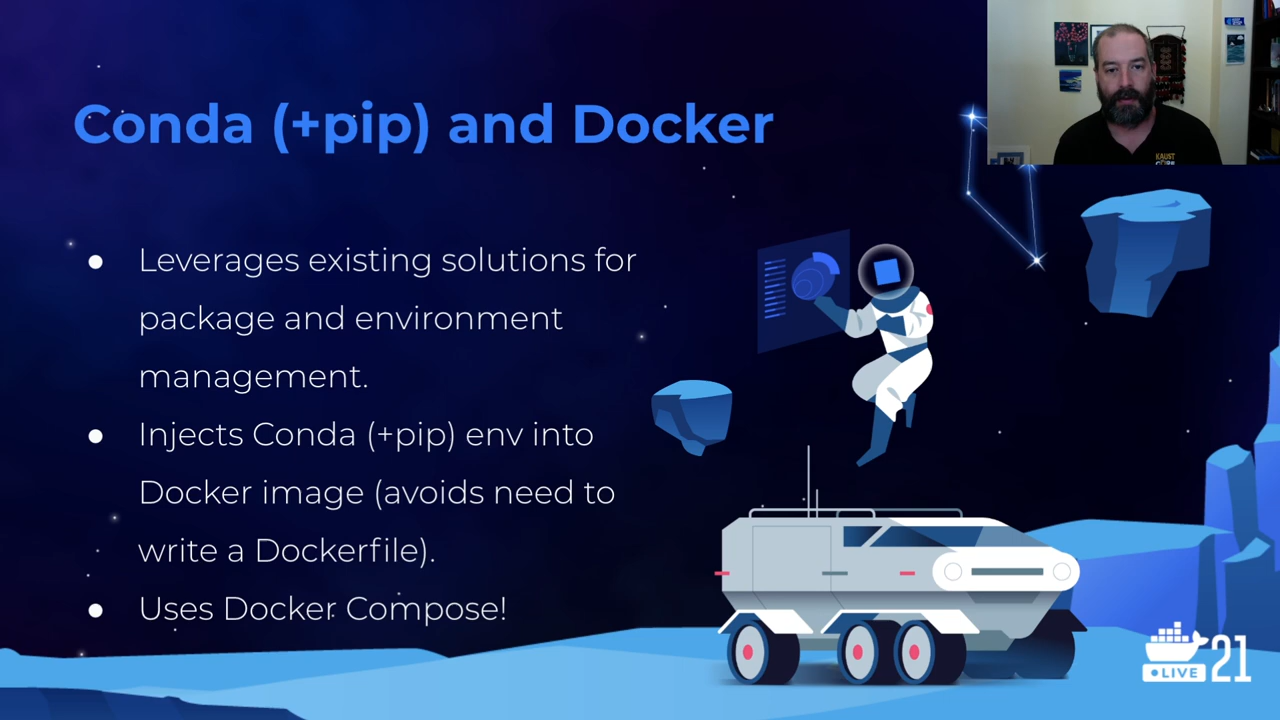 Conda (+pip) and Docker
● Leverages existing solutions for
package and environment
management.
● Injects Conda (+pip) env into
Docker image (avoids need to
write a Dockerfile).
● Uses Docker Compose!
KAUST
LIVE 21